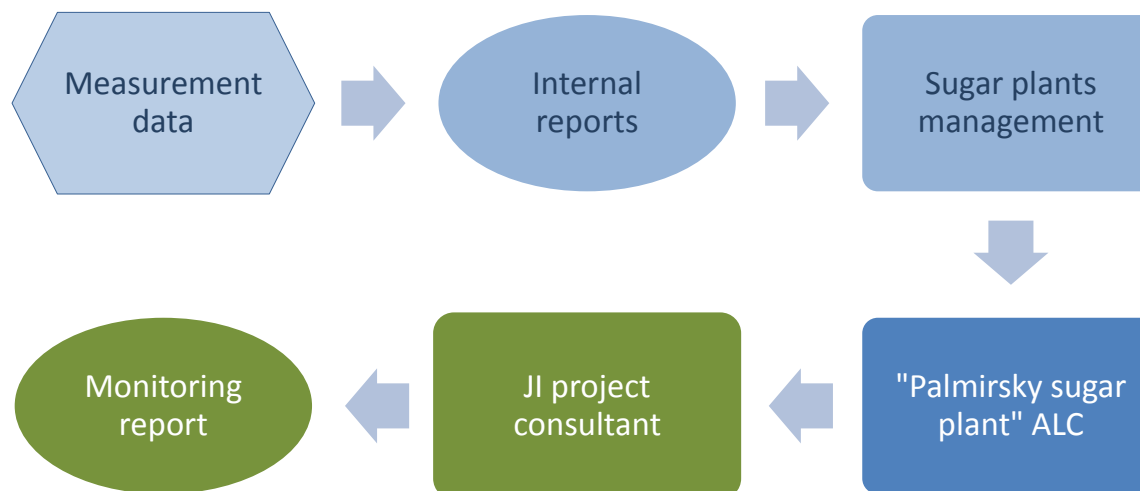 Measurement
data
Internal
reports
Sugar plants
management
"Palmirsky sugar
plant" ALC
JI project
consultant
Monitoring
report